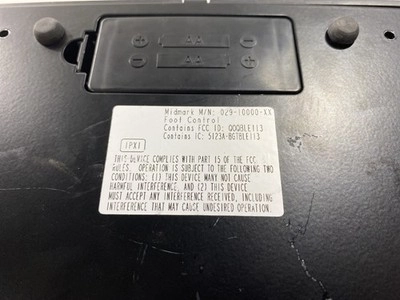 + AA -
- AA +
Midmark M/N: 029-10000-XX
Foot Control
Contains FCC ID: QOQBLE113
Contains IC: 5123A-BGTBLE113
IPX1
THIS DEVICE COMPLIES WITH PART 15 OF THE FCC
RULES. OPERATION IS SUBJECT TO THE FOLLOWING TWO
CONDITIONS: (1) THIS DEVICE MANY NOT CAUSE
HARMFUL INTERFERENCE, AND (2) THIS DEVICE
MUST ACCEPT ANY INTERFERENCE RECEIVED, INCLUDING
INTERFERENCE THAT MAY CAUSE UNDESIRED OPERATION.